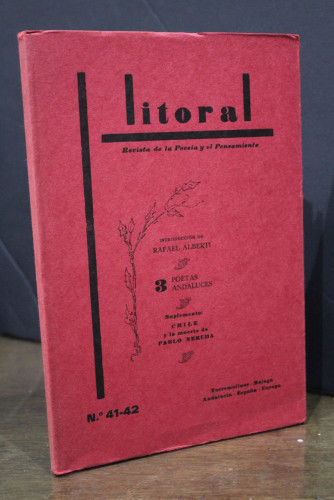 litoral
Revista de la Poesía y el Pensamiento
INTRODUCCION DE
RAFAEL ALBERTI
3 POETAS
ANDALUCES
Suplemento:
CHILE
y la muerte de
PABLO NERUDA
Torremolinos - Málaga
Andalucía - España - Europa
N.º 41-42